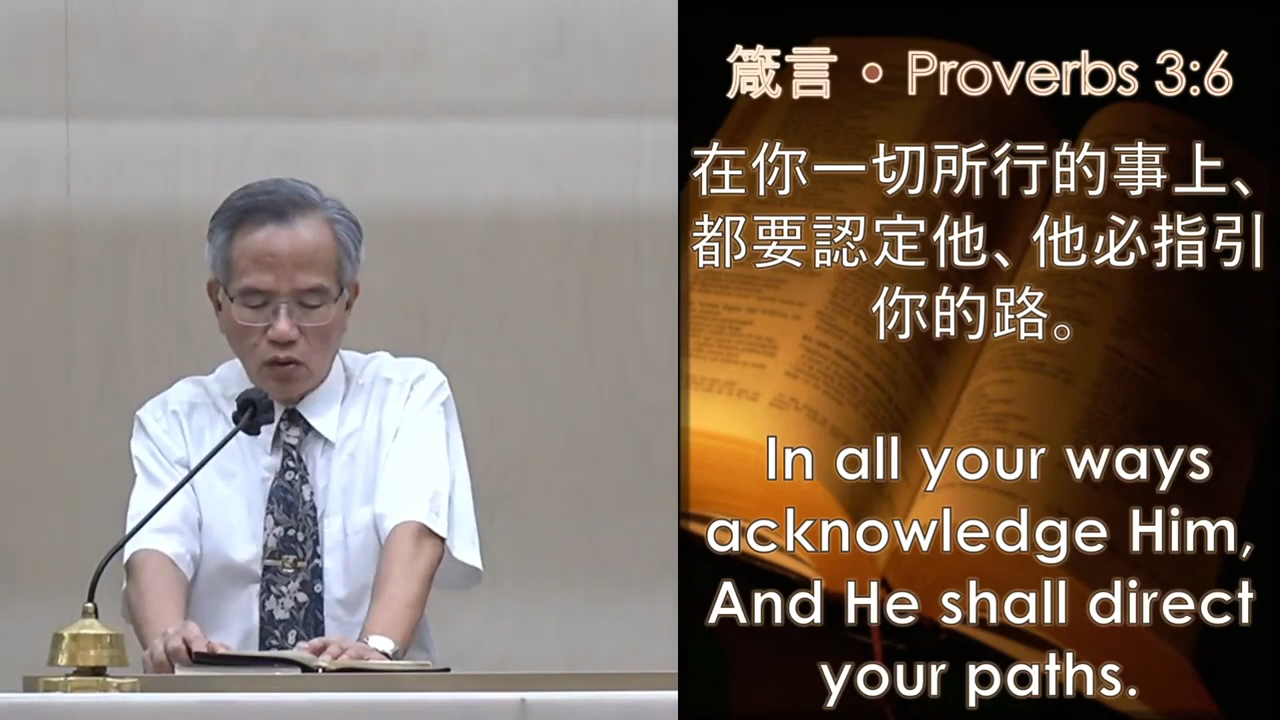 箴言 • Proverbs 3:6
在你一切所行的事上、
都要認定他、他必指引
你的路。
In all your ways
acknowledge Him,
And He shall direct
your paths.